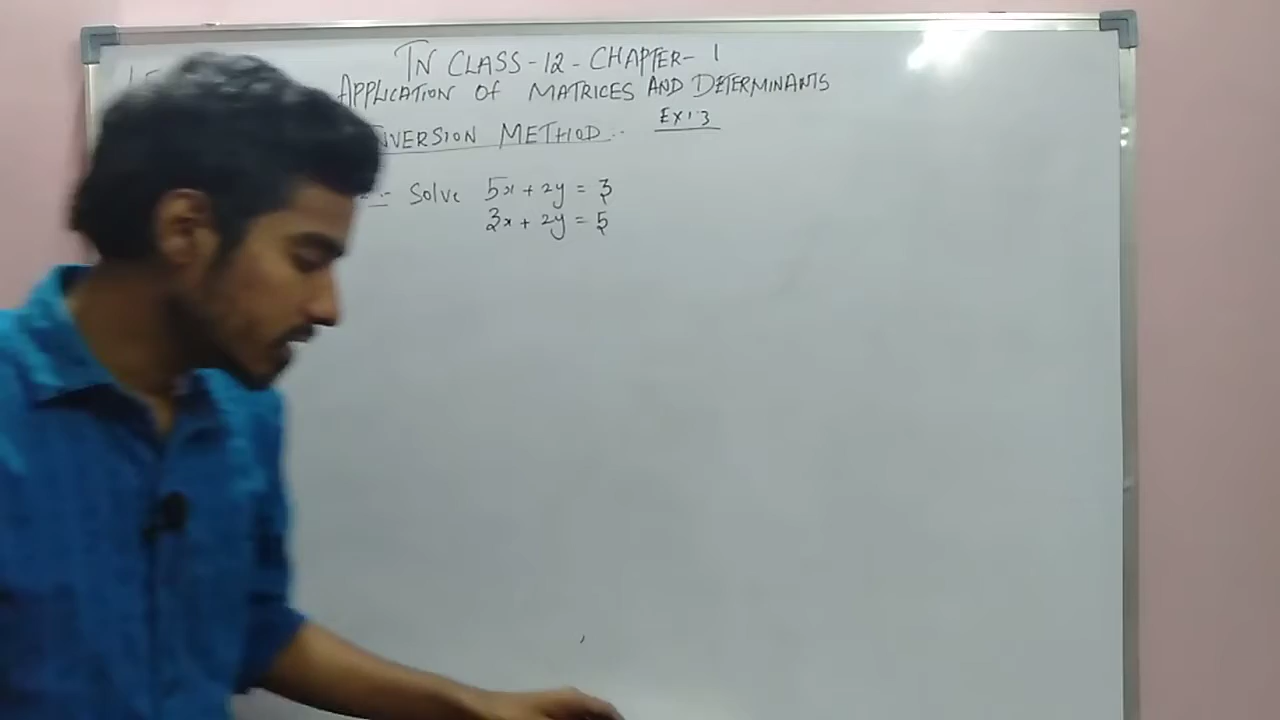 TN CLASS-12 - CHAPTER- 1
APPLICATION OF MATRICES AND DETERMINANTS
INVERSION METHOD.. EX 1.3
:- Solve 5x + 2y = 3
3x + 2y = 5